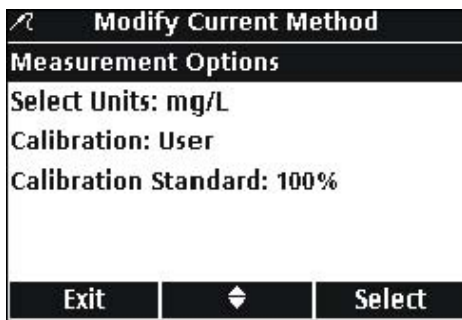 Modify Current Method
Measurement Options
Select Units: mg/L
Calibration: User
Calibration Standard: 100%
Exit Select